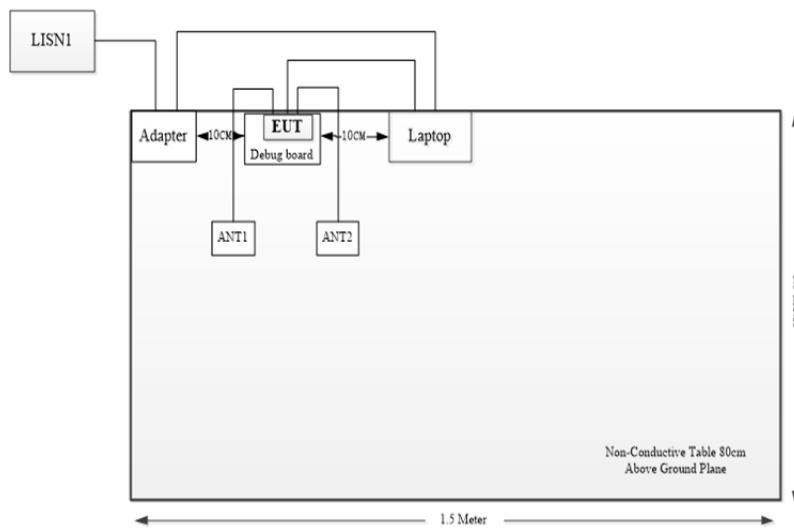 LISN1
Adapter
10CM
EUT
Debug board
10CM
Laptop
ANT1
ANT2
Non-Conductive Table 80cm
Above Ground Plane
1.5 Meter